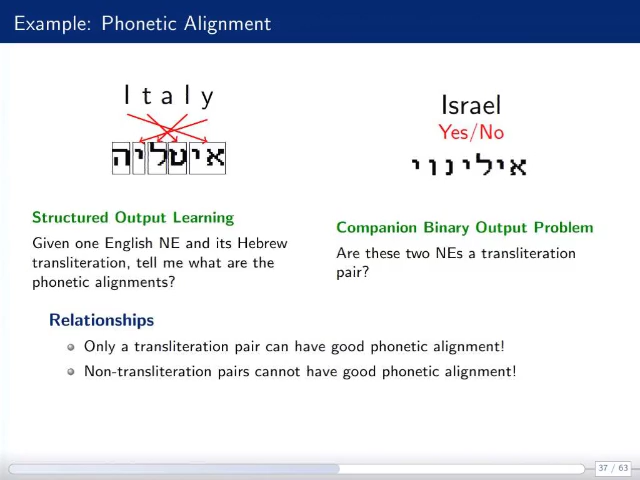 Example: Phonetic Alignment
I t a l y
איטליה
Structured Output Learning
Given one English NE and its Hebrew
transliteration, tell me what are the
phonetic alignments?
Israel
Yes/No
אילינוי
Companion Binary Output Problem
Are these two NEs a transliteration
pair?
Relationships
Only a transliteration pair can have good phonetic alignment!
Non-transliteration pairs cannot have good phonetic alignment!
37 / 63